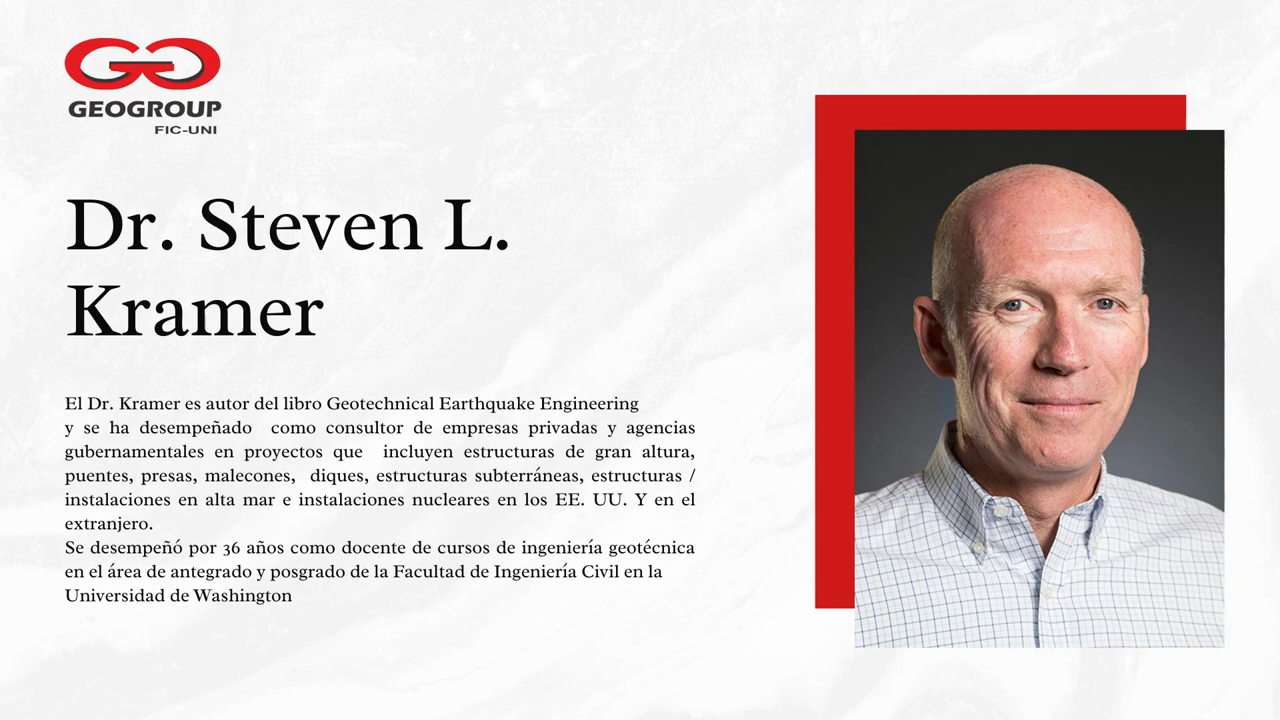 GEOGROUP
FIC-UNI
Dr. Steven L.
Kramer
El Dr. Kramer es autor del libro Geotechnical Earthquake Engineering
y se ha desempeñado como consultor de empresas privadas y agencias
gubernamentales en proyectos que incluyen estructuras de gran altura,
puentes, presas, malecones, diques, estructuras subterráneas, estructuras /
instalaciones en alta mar e instalaciones nucleares en los EE. UU. Y en el
extranjero.
Se desempeñó por 36 años como docente de cursos de ingeniería geotécnica
en el área de antegrado y posgrado de la Facultad de Ingeniería Civil en la
Universidad de Washington